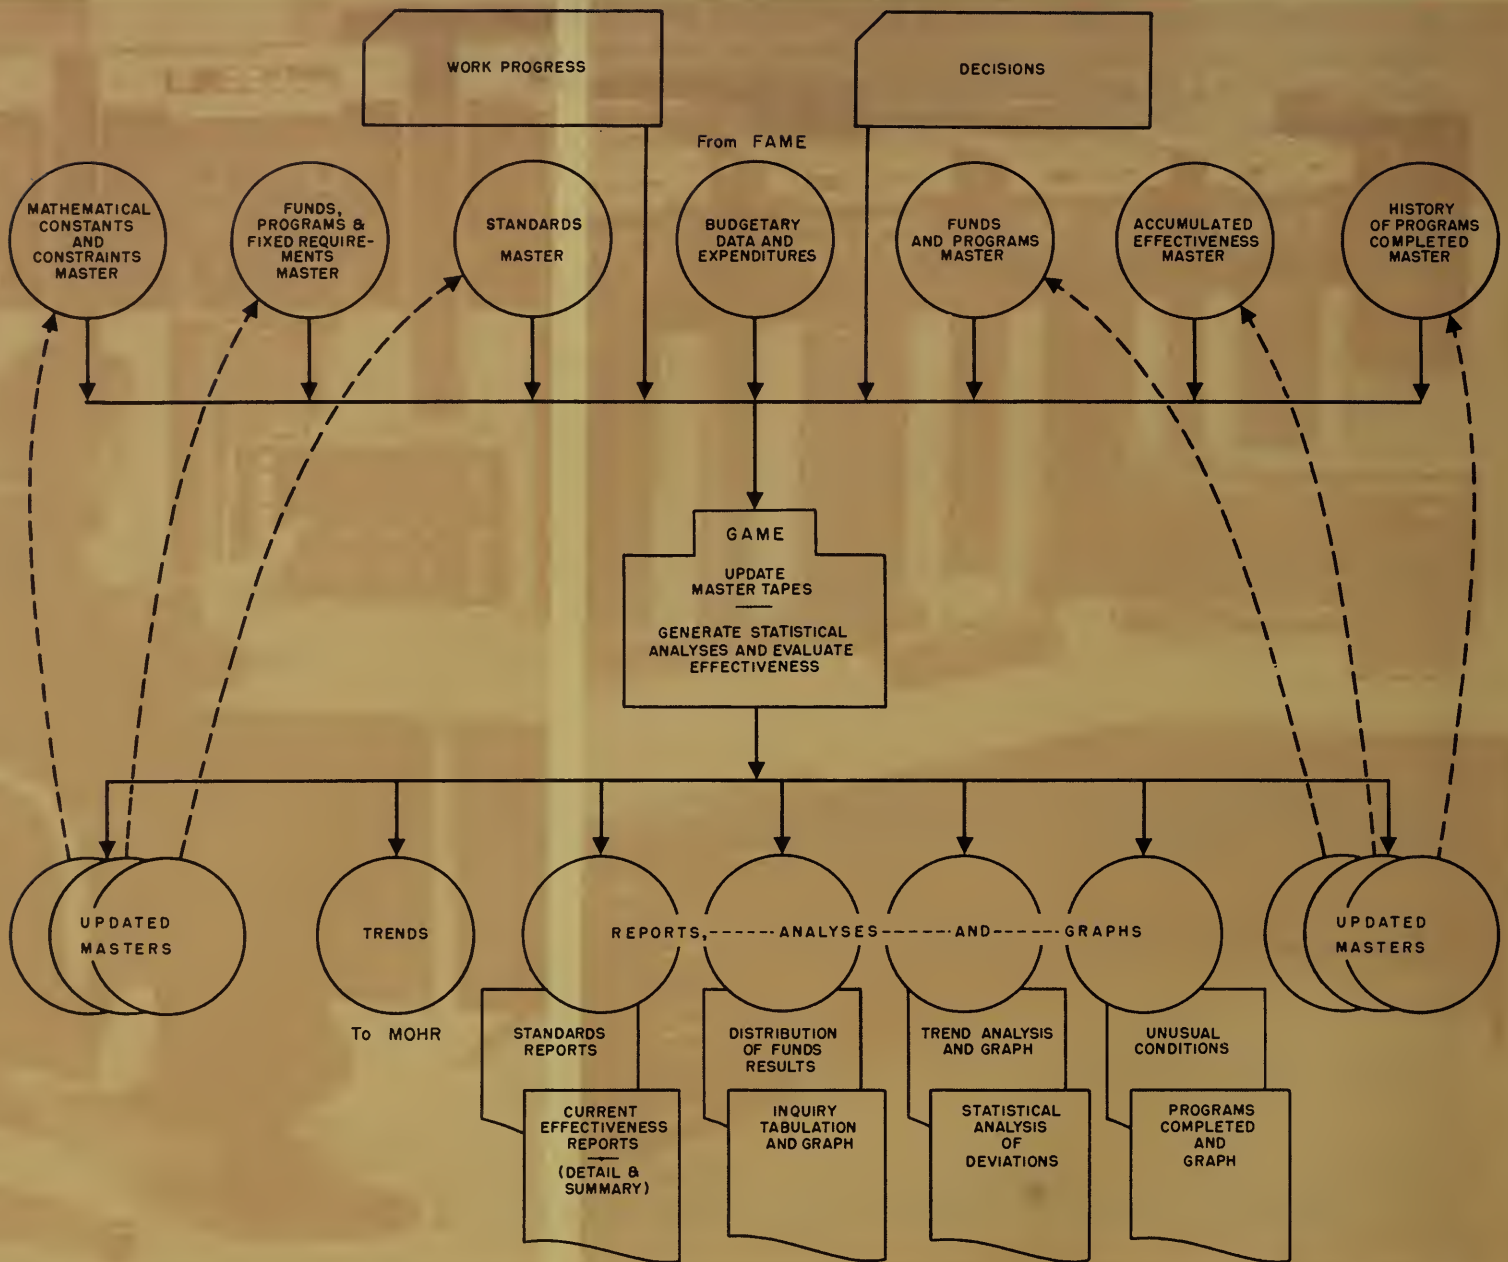 WORK PROGRESS
DECISIONS
From FAME
MATHEMATICAL
CONSTANTS
AND
CONSTRAINTS
MASTER
FUNDS,
PROGRAMS &
FIXED REQUIRE-
MENTS
MASTER
STANDARDS
MASTER
BUDGETARY
DATA AND
EXPENDITURES
FUNDS
AND PROGRAMS
MASTER
ACCUMULATED
EFFECTIVENESS
MASTER
HISTORY
OF PROGRAMS
COMPLETED
MASTER
GAME
UPDATE
MASTER TAPES
GENERATE STATISTICAL
ANALYSES AND EVALUATE
EFFECTIVENESS
UPDATED
MASTERS
TRENDS
REPORTS, ANALYSES AND GRAPHS
UPDATED
MASTERS
To MOHR
STANDARDS
REPORTS
DISTRIBUTION
OF FUNDS
RESULTS
TREND ANALYSIS
AND GRAPH
UNUSUAL
CONDITIONS
CURRENT
EFFECTIVENESS
REPORTS
(DETAIL &
SUMMARY)
INQUIRY
TABULATION
AND GRAPH
STATISTICAL
ANALYSIS
OF
DEVIATIONS
PROGRAMS
COMPLETED
AND
GRAPH